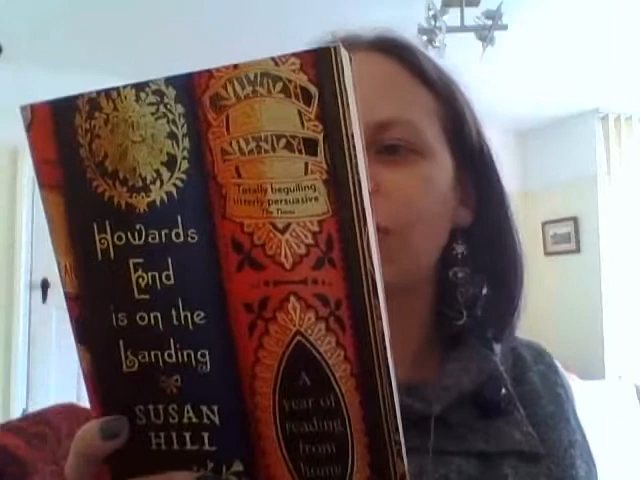 Howards
End
is on the
Landing
SUSAN
HILL
Totally beguiling,
utterly persuasive
The Times
A
year of
reading
from
home